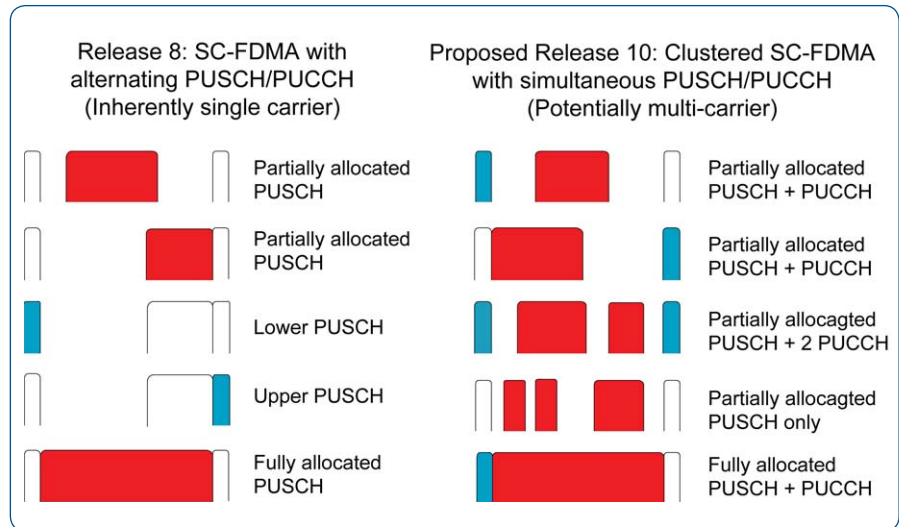 Release 8: SC-FDMA with
alternating PUSCH/PUCCH
(Inherently single carrier)
Partially allocated
PUSCH
Partially allocated
PUSCH
Lower PUSCH
Upper PUSCH
Fully allocated
PUSCH
Proposed Release 10: Clustered SC-FDMA
with simultaneous PUSCH/PUCCH
(Potentially multi-carrier)
Partially allocated
PUSCH + PUCCH
Partially allocated
PUSCH + PUCCH
Partially allocagted
PUSCH + 2 PUCCH
Partially allocagted
PUSCH only
Fully allocated
PUSCH + PUCCH